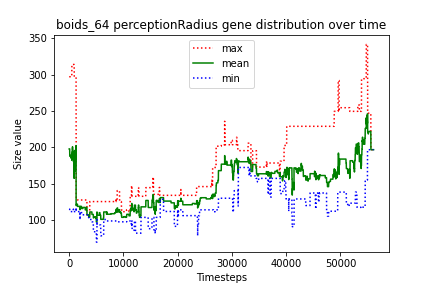 boids_64 perceptionRadius gene distribution over time
max
mean
min
Size value
350
300
250
200
150
100
0
10000
20000
30000
40000
50000
Timesteps